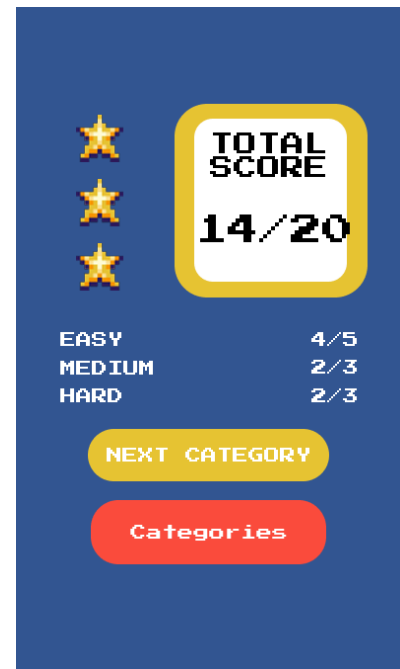 TOTAL
SCORE
14/20
EASY 4/5
MEDIUM 2/3
HARD 2/3
NEXT CATEGORY
Categories